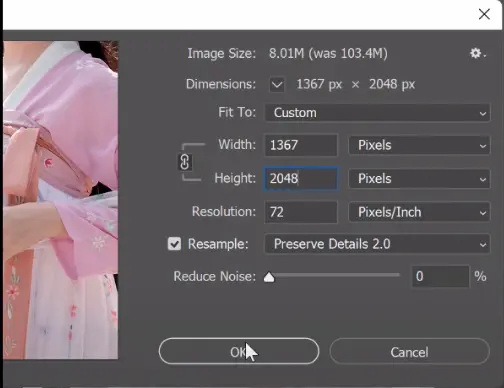 Image Size: 8.01M (was 103.4M)
Dimensions: 1367 px × 2048 px
Fit To: Custom
Width: 1367 Pixels
Height: 2048 Pixels
Resolution: 72 Pixels/Inch
Resample: Preserve Details 2.0
Reduce Noise: 0 %
OK Cancel